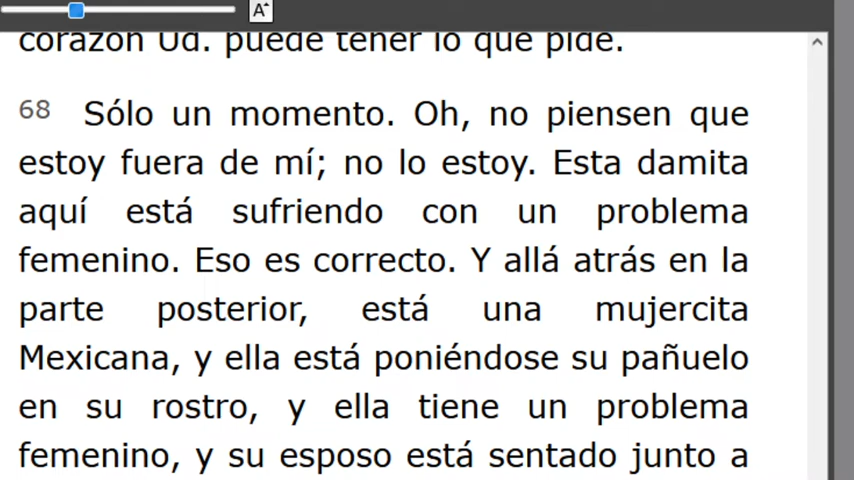 A
corazón Ud. puede tener lo que pide.
68 Sólo un momento. Oh, no piensen que
estoy fuera de mí; no lo estoy. Esta damita
aquí está sufriendo con un problema
femenino. Eso es correcto. Y allá atrás en la
parte posterior, está una mujercita
Mexicana, y ella está poniéndose su pañuelo
en su rostro, y ella tiene un problema
femenino, y su esposo está sentado junto a